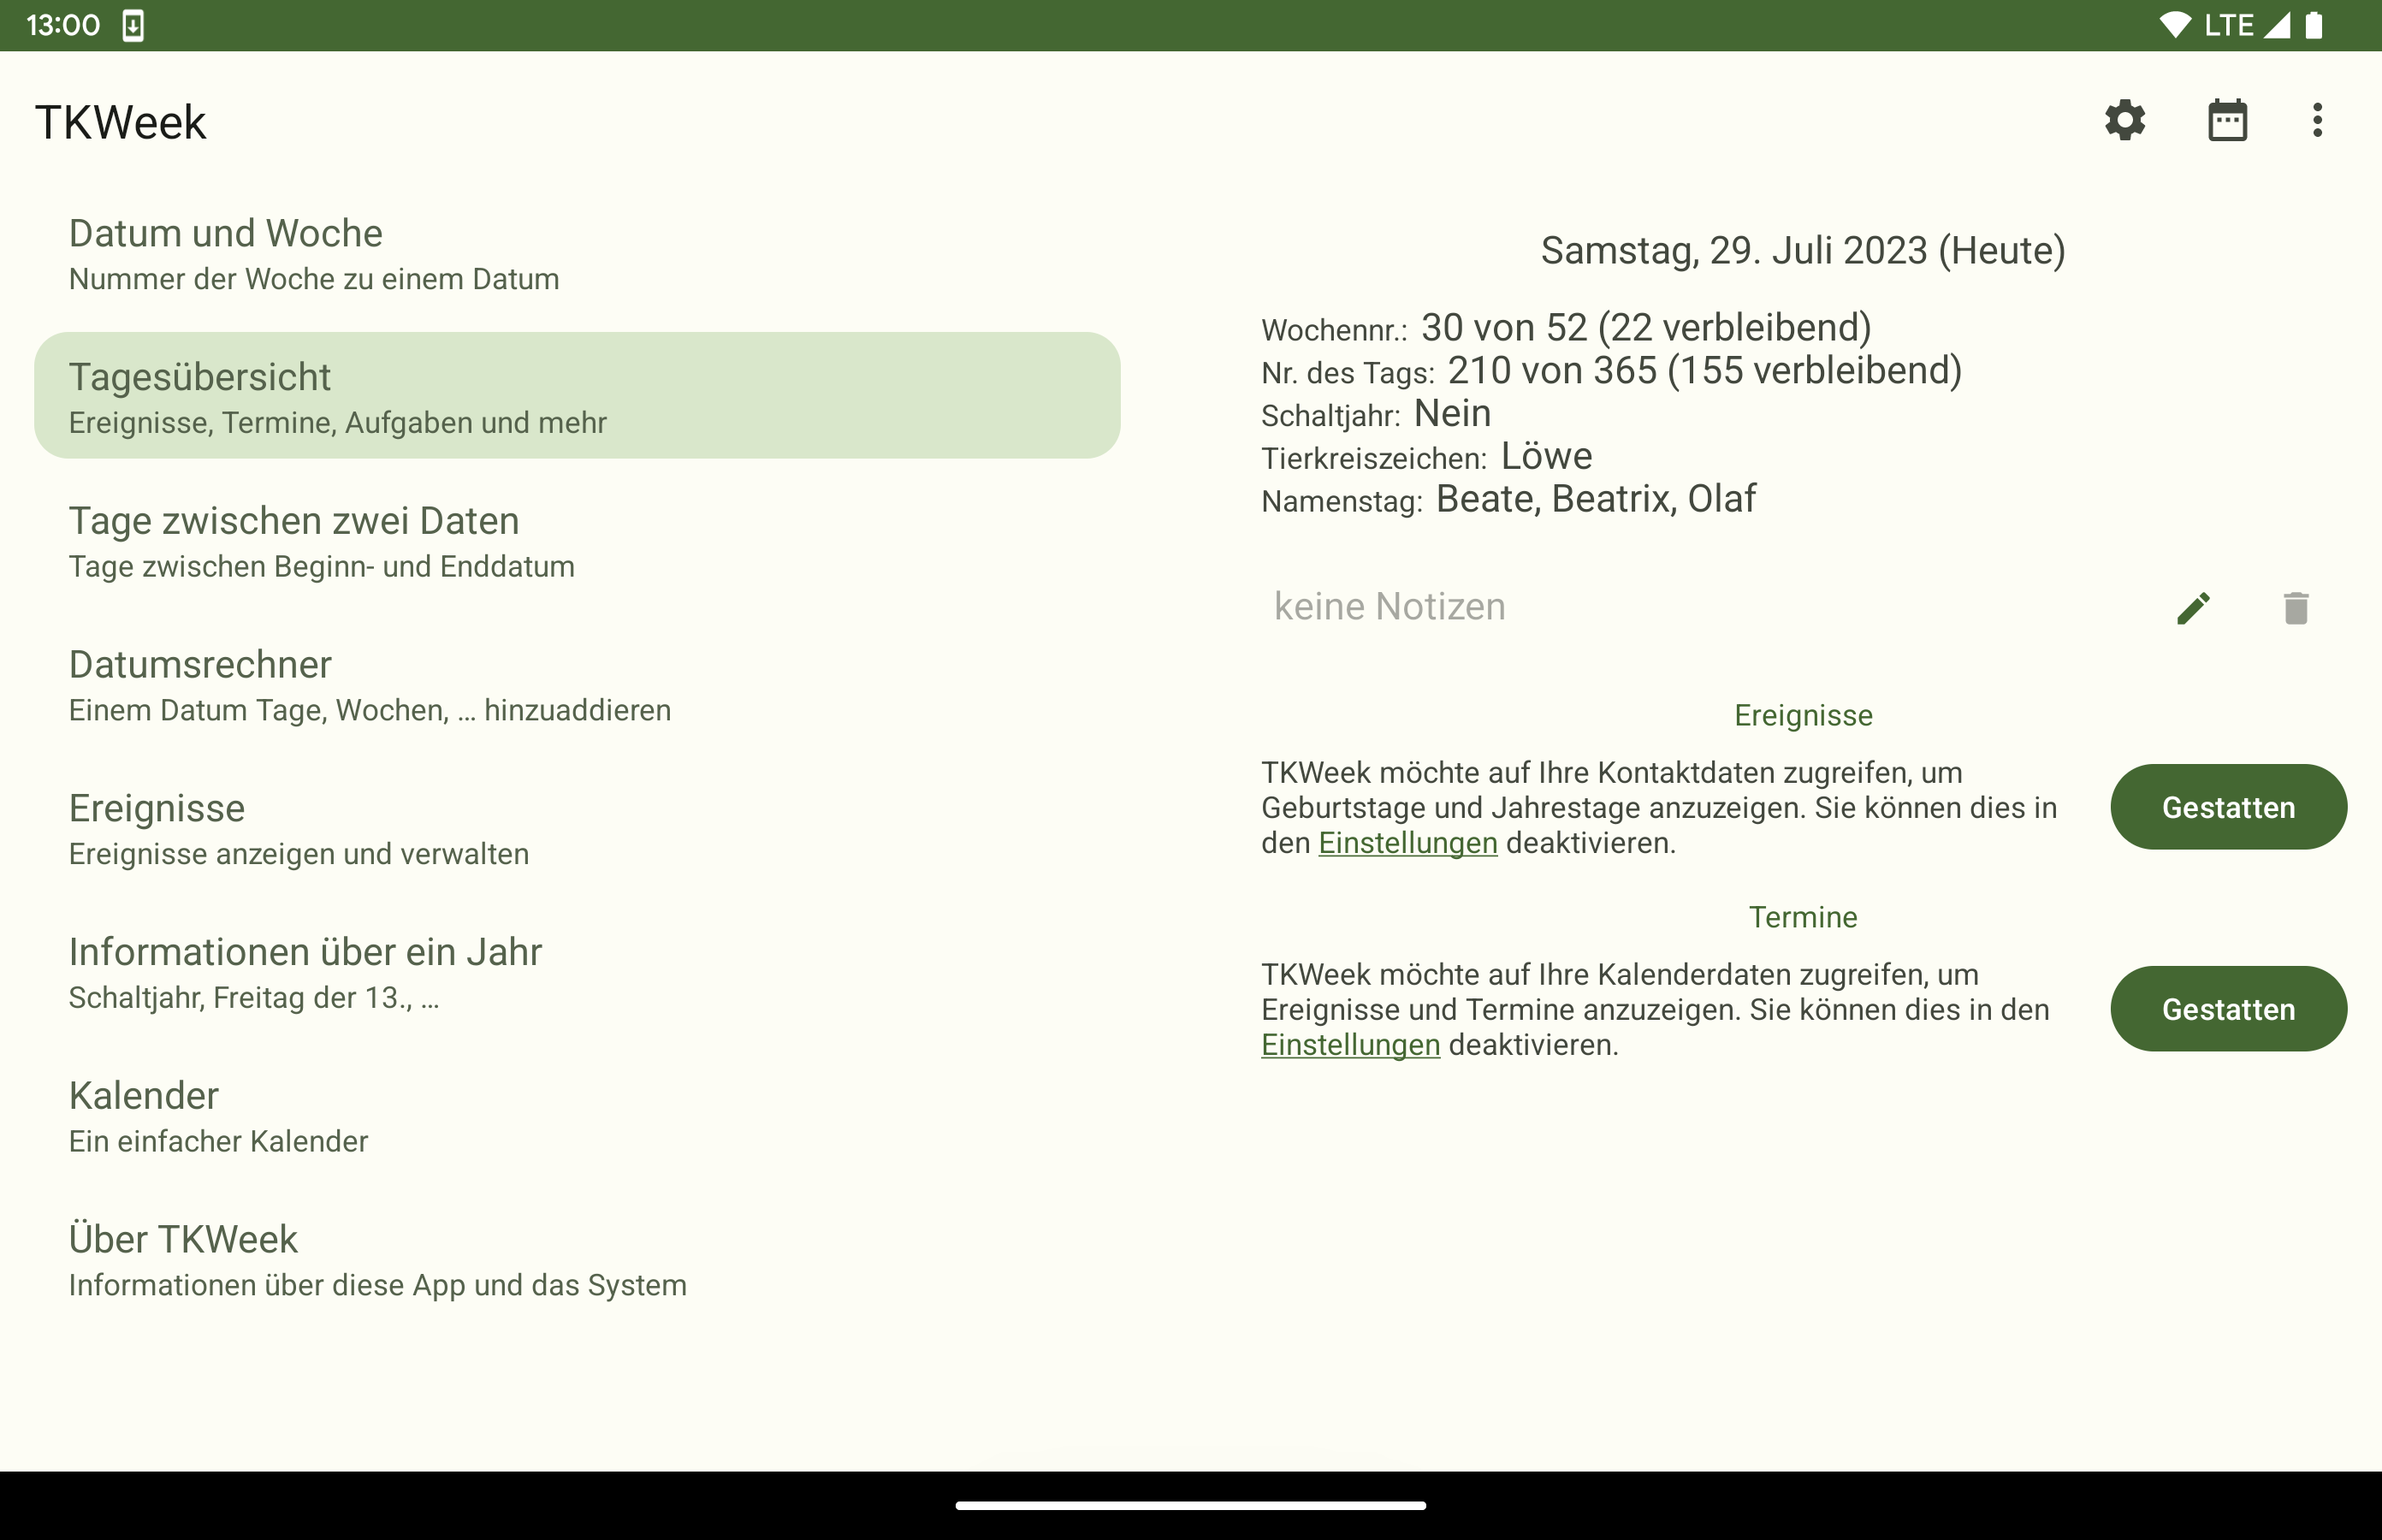 13:00
LTE
TKWeek
Datum und Woche
Nummer der Woche zu einem Datum
Tagesübersicht
Ereignisse, Termine, Aufgaben und mehr
Tage zwischen zwei Daten
Tage zwischen Beginn- und Enddatum
Datumsrechner
Einem Datum Tage, Wochen, … hinzuaddieren
Ereignisse
Ereignisse anzeigen und verwalten
Informationen über ein Jahr
Schaltjahr, Freitag der 13., …
Kalender
Ein einfacher Kalender
Über TKWeek
Informationen über diese App und das System
Samstag, 29. Juli 2023 (Heute)
Wochennr.: 30 von 52 (22 verbleibend)
Nr. des Tags: 210 von 365 (155 verbleibend)
Schaltjahr: Nein
Tierkreiszeichen: Löwe
Namenstag: Beate, Beatrix, Olaf
keine Notizen
Ereignisse
TKWeek möchte auf Ihre Kontaktdaten zugreifen, um
Geburtstage und Jahrestage anzuzeigen. Sie können dies in
den Einstellungen deaktivieren.
Gestatten
Termine
TKWeek möchte auf Ihre Kalenderdaten zugreifen, um
Ereignisse und Termine anzuzeigen. Sie können dies in den
Einstellungen deaktivieren.
Gestatten